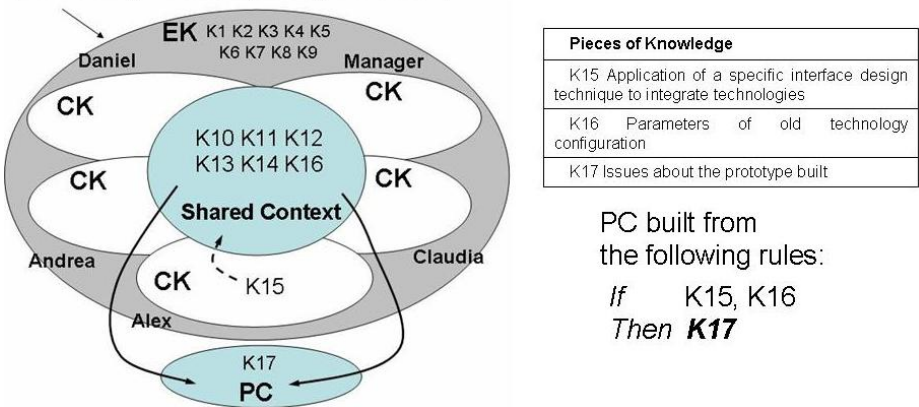 EK K1 K2 K3 K4 K5
K6 K7 K8 K9
Daniel
Manager
CK
CK
K10 K11 K12
K13 K14 K16
CK
CK
Shared Context
Andrea
Claudia
CK
K15
Alex
K17
PC
Pieces of Knowledge
K15 Application of a specific interface design
technique to integrate technologies
K16 Parameters of old technology
configuration
K17 Issues about the prototype built
PC built from
the following rules:
If K15, K16
Then K17